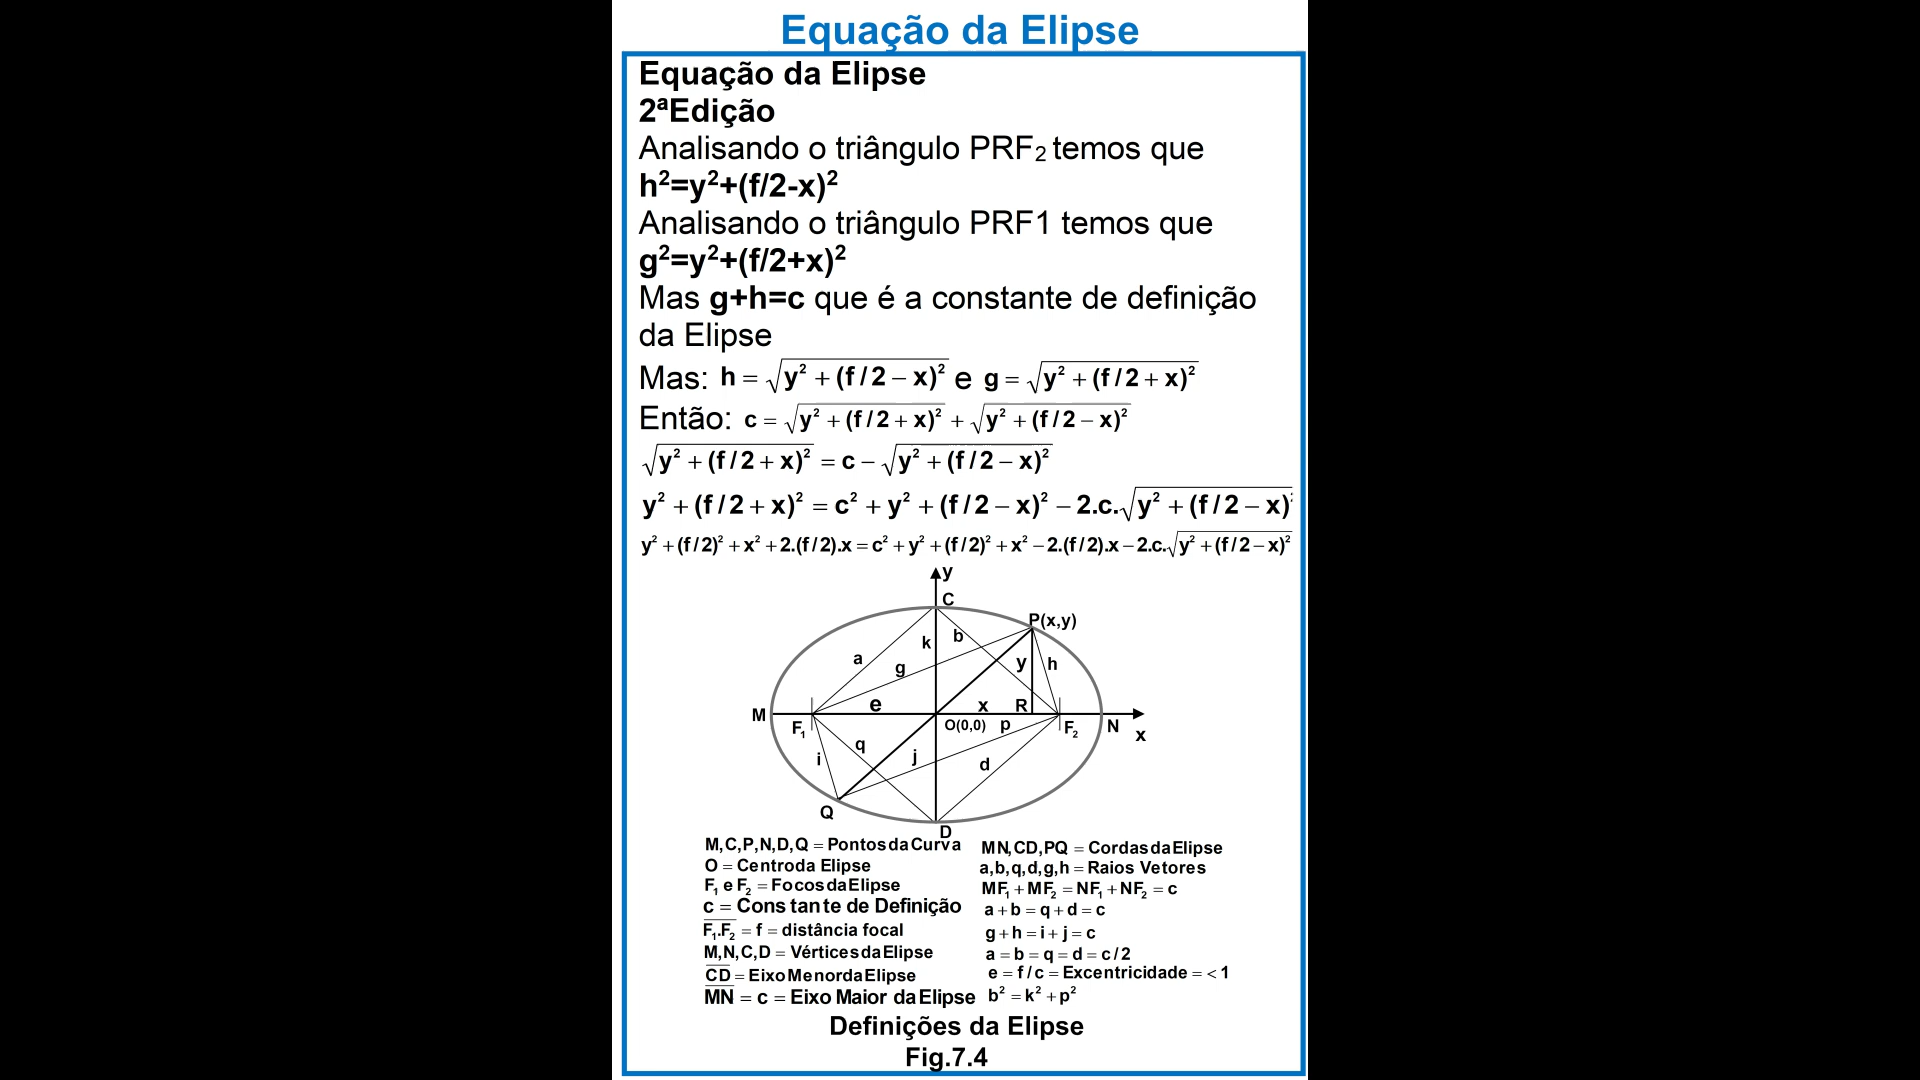 Equação da Elipse
Equação da Elipse
2ªEdição
Analisando o triângulo PRF₂ temos que
h²=y²+(f/2-x)²
Analisando o triângulo PRF1 temos que
g²=y²+(f/2+x)²
Mas g+h=c que é a constante de definição
da Elipse
Mas: h = √(y² + (f/2 − x)²) e g = √(y² + (f/2 + x)²)
Então: c = √(y² + (f/2 + x)²) + √(y² + (f/2 − x)²)
√(y² + (f/2 + x)²) = c − √(y² + (f/2 − x)²)
y² + (f/2 + x)² = c² + y² + (f/2 − x)² − 2.c.√(y² + (f/2 − x)²
y² + (f/2)² + x² + 2.(f/2).x = c² + y² + (f/2)² + x² − 2.(f/2).x − 2.c.√(y² + (f/2 − x)²
y
C
P(x,y)
k b
a g y h
e x R
M F₁ O(0,0) p F₂ N x
q i j d
Q
D
M,C,P,N,D,Q = Pontos da Curva
O = Centro da Elipse
F₁ e F₂ = Focos da Elipse
c = Constante de Definição
F₁.F₂ = f = distância focal
M,N,C,D = Vértices da Elipse
CD = Eixo Menor da Elipse
MN = c = Eixo Maior da Elipse
MN,CD,PQ = Cordas da Elipse
a,b,q,d,g,h = Raios Vetores
MF₁ + MF₂ = NF₁ + NF₂ = c
a + b = q + d = c
g + h = i + j = c
a = b = q = d = c/2
e = f/c = Excentricidade = < 1
b² = k² + p²
Definições da Elipse
Fig.7.4